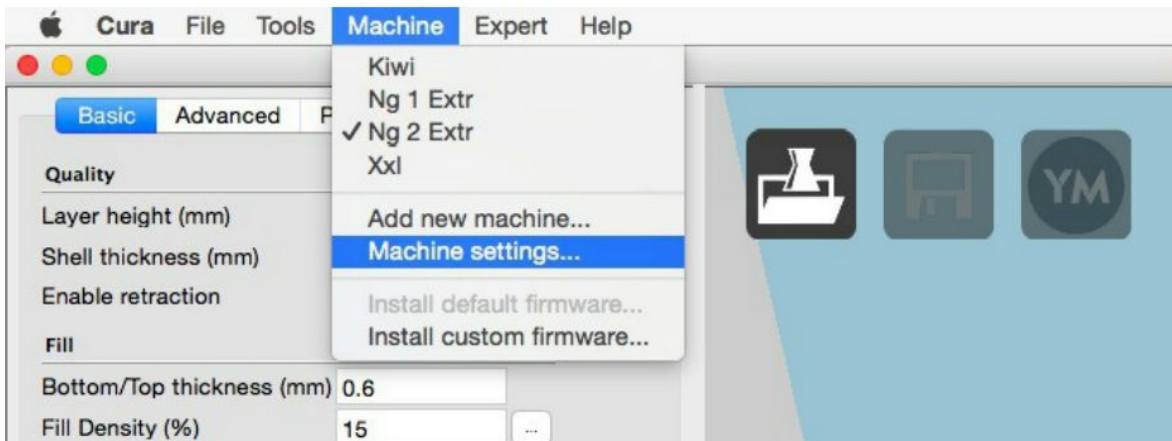 Cura File Tools Machine Expert Help
Kiwi
Ng 1 Extr
✓ Ng 2 Extr
Xxl
Add new machine...
Machine settings...
Install default firmware...
Install custom firmware...
Basic Advanced P
Quality
Layer height (mm)
Shell thickness (mm)
Enable retraction
Fill
Bottom/Top thickness (mm) 0.6
Fill Density (%) 15 ...
YM